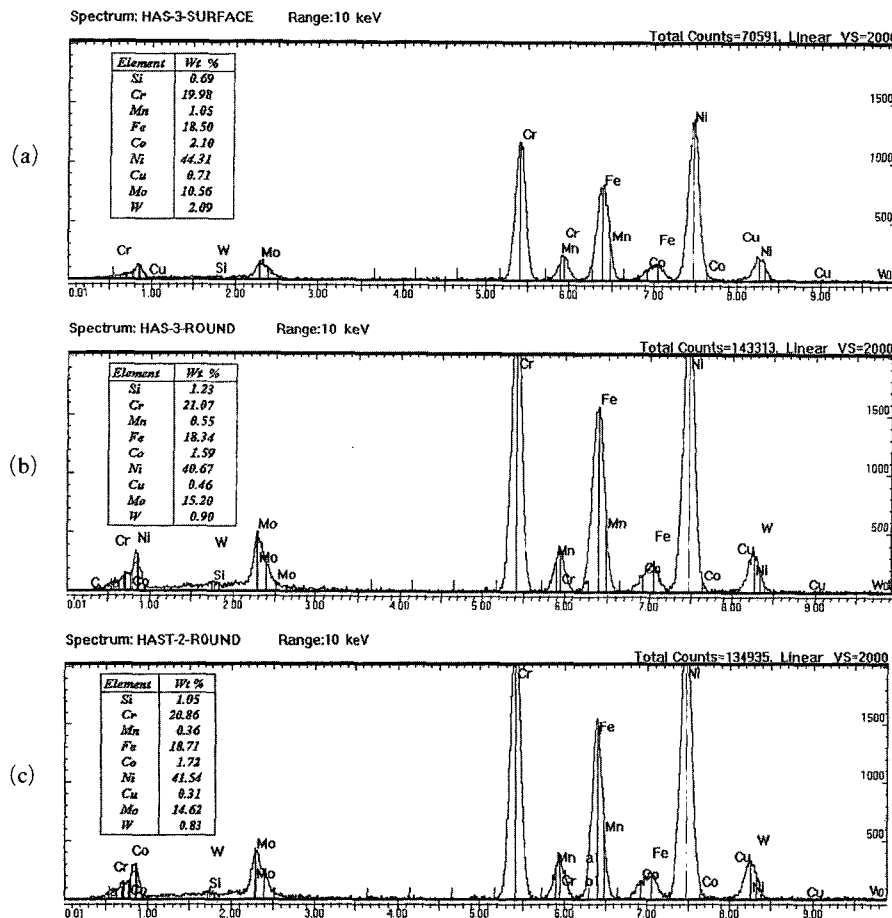 Spectrum: HAS-3-SURFACE Range:10 keV
Total Counts=70591, Linear VS=2000
(a)
Element Wt %
Si 0.69
Cr 19.98
Mn 1.05
Fe 18.50
Co 2.10
Ni 44.31
Cu 0.71
Mo 10.56
W 2.09
1500
1000
500
Cr Cu W Si Mo Cr Cr Mn Fe Mn Fe Co Ni Co Cu Ni Cu
0.01 1.00 2.00 3.00 4.00 5.00 6.00 7.00 8.00 9.00
Spectrum: HAS-3-ROUND Range:10 keV
Total Counts=143313, Linear VS=2000
(b)
Element Wt %
Si 1.23
Cr 21.07
Mn 0.55
Fe 18.34
Co 1.59
Ni 40.67
Cu 0.46
Mo 15.20
W 0.90
1500
1000
500
C Cr Ni Co W Si Mo Mo Mo Cr Mn Cr Fe Mn Fe Co Ni Co Cu W Ni Cu
0.01 1.00 2.00 3.00 4.00 5.00 6.00 7.00 8.00 9.00
Spectrum: HAST-2-ROUND Range:10 keV
Total Counts=134935, Linear VS=2000
(c)
Element Wt %
Si 1.05
Cr 20.86
Mn 0.36
Fe 18.71
Co 1.72
Ni 41.54
Cu 0.31
Mo 14.62
W 0.83
1500
1000
500
Cr Co Co W Si Mo Mo Cr Mn Cr Fe Mn Fe Co Ni Co Cu W Ni Cu
0.01 1.00 2.00 3.00 4.00 5.00 6.00 7.00 8.00 9.00